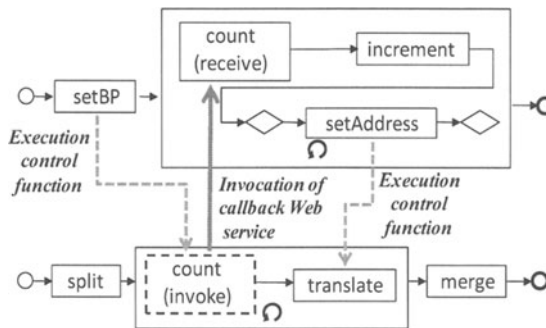 count
(receive)
increment
setBP
setAddress
Execution
control
function
Invocation of
callback Web
service
Execution
control
function
split
count
(invoke)
translate
merge